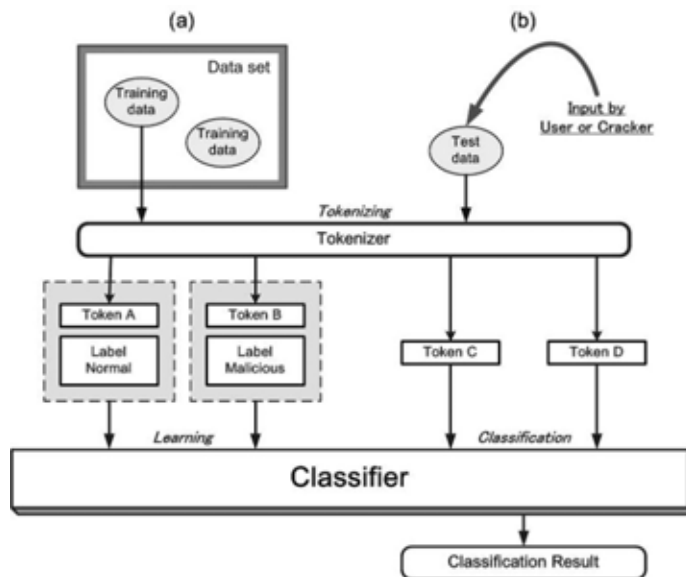 (a)
(b)
Data set
Training
data
Training
data
Input by
User or Cracker
Test
data
Tokenizing
Tokenizer
Token A
Label
Normal
Token B
Label
Malicious
Token C
Token D
Learning
Classification
Classifier
Classification Result